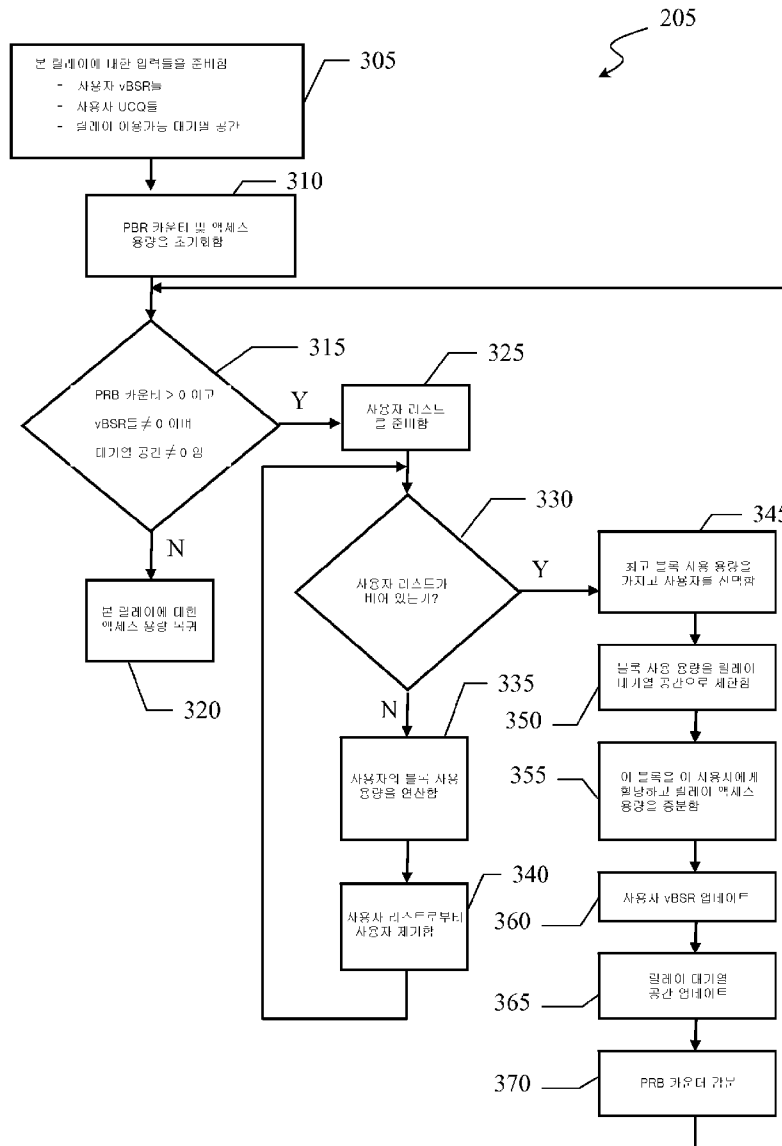 205
본 릴레이에 대한 입력들을 준비함
- 사용자 vBSR들
- 사용사 UCQ들
- 릴레이 이용가능 대기열 공간
305
310
PBR 카운터 및 액세스
용량을 초기화함
315
PRB 카운터 > 0 이고
vBSR들 ≠ 0 이며
대기열 공간 ≠ 0 임
Y
N
325
사용자 리스트
를 준비함
본 릴레이에 대한
액세스 용량 복귀
320
330
사용자 리스트가
비어 있는가?
Y
N
335
사용자의 블록 사용
용량을 연산함
340
사용사 리스트로부터
사용자 제거함
345
최고 블록 사용 용량을
가지고 사용자를 선택함
블록 사용 용량을 릴레이
대기열 공간으로 제한함
350
355
이 블록을 이 사용사에게
할당하고 릴레이 액세스
용량을 증분함
360
사용사 vBSR 업데이트
365
릴레이 대기열
공간 업데이트
370
PRB 카운터 감분